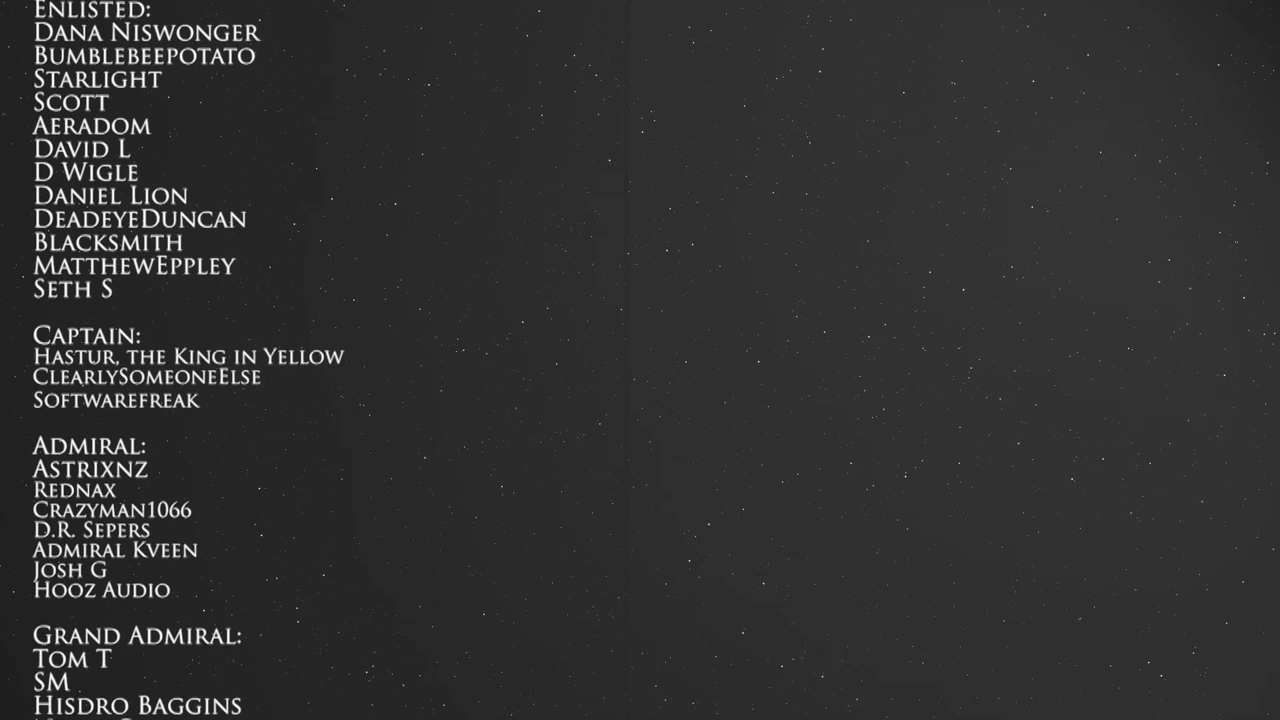 Enlisted:
Dana Niswonger
Bumblebeepotato
Starlight
Scott
Aeradom
David L
D Wigle
Daniel Lion
DeadeyeDuncan
Blacksmith
MatthewEppley
Seth S
Captain:
Hastur, the King in Yellow
ClearlySomeoneElse
Softwarefreak
Admiral:
Astrixnz
Rednax
Crazyman1066
D.R. Sepers
Admiral Kveen
Josh G
Hooz Audio
Grand Admiral:
Tom T
SM
Hisdro Baggins